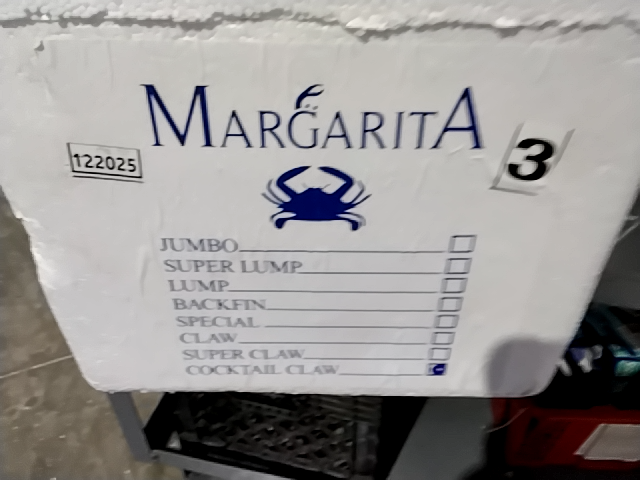 MARGARITA
122025
3
JUMBO
SUPER LUMP
LUMP
BACKFIN
SPECIAL
CLAW
SUPER CLAW
COCKTAIL CLAW